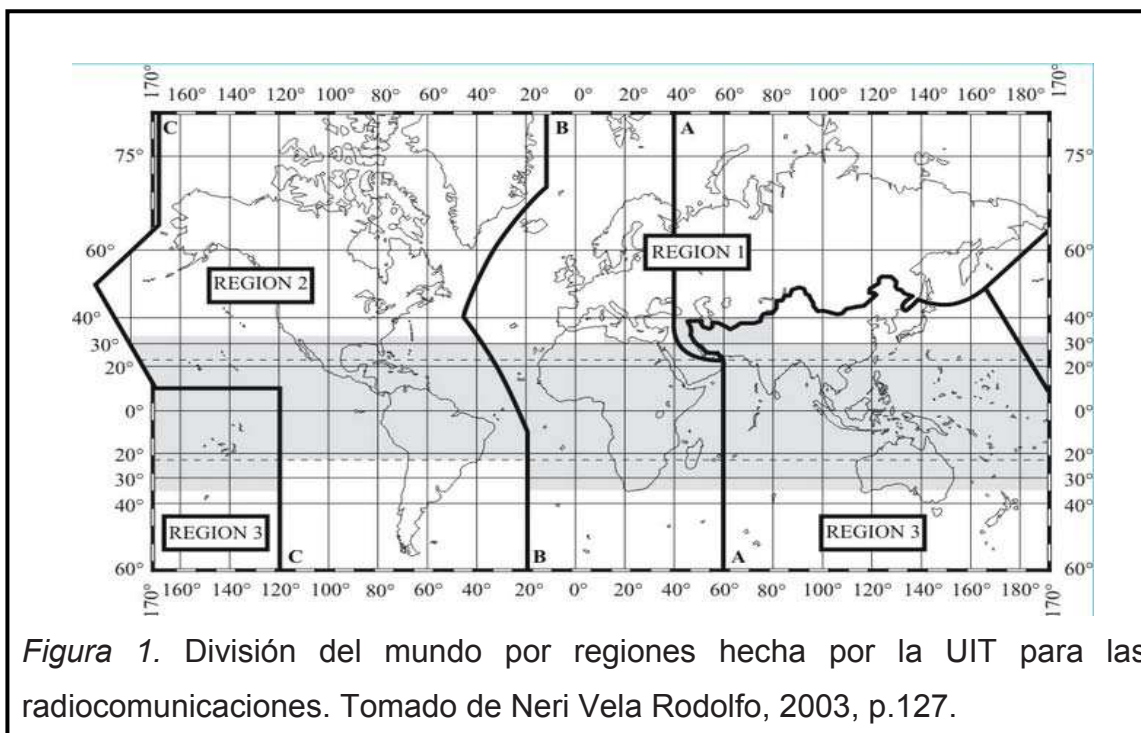 170° 160° 140° 120° 100° 80° 60° 40° 20° 0° 20° 40° 60° 80° 100° 120° 140° 160° 180° 170°
C B A
75° 75°
60° REGION 1 60°
REGION 2
40° 40°
30° 30°
20° 20°
0° 0°
20° 20°
30° 30°
40° 40°
REGION 3 REGION 3
C B A
60° 60°
170° 160° 140° 120° 100° 80° 60° 40° 20° 0° 20° 40° 60° 80° 100° 120° 140° 160° 180° 170°
Figura 1. División del mundo por regiones hecha por la UIT para las
radiocomunicaciones. Tomado de Neri Vela Rodolfo, 2003, p.127.